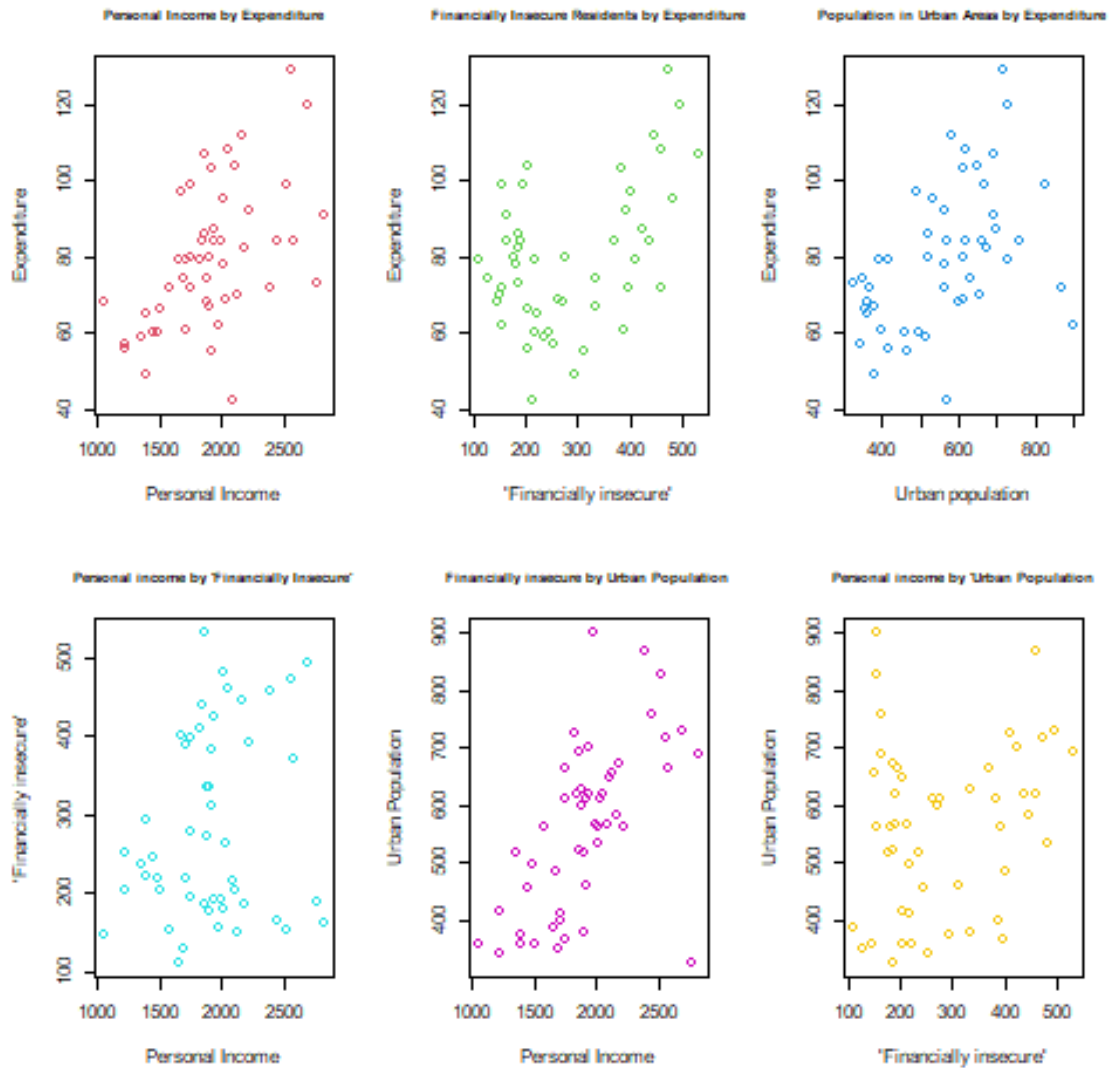 Personal Income by Expenditure
Expenditure
40 60 80 100 120
1000 1500 2000 2500
Personal Income
Financially Insecure Residents by Expenditure
Expenditure
40 60 80 100 120
100 200 300 400 500
"Financially insecure"
Population in Urban Areas by Expenditure
Expenditure
40 60 80 100 120
400 600 800
Urban population
Personal income by 'Financially Insecure'
"Financially insecure"
100 200 300 400 500
1000 1500 2000 2500
Personal Income
Financially insecure by Urban Population
Urban Population
400 500 600 700 800 900
1000 1500 2000 2500
Personal Income
Personal income by 'Urban Population
Urban Population
400 500 600 700 800 900
100 200 300 400 500
"Financially insecure"